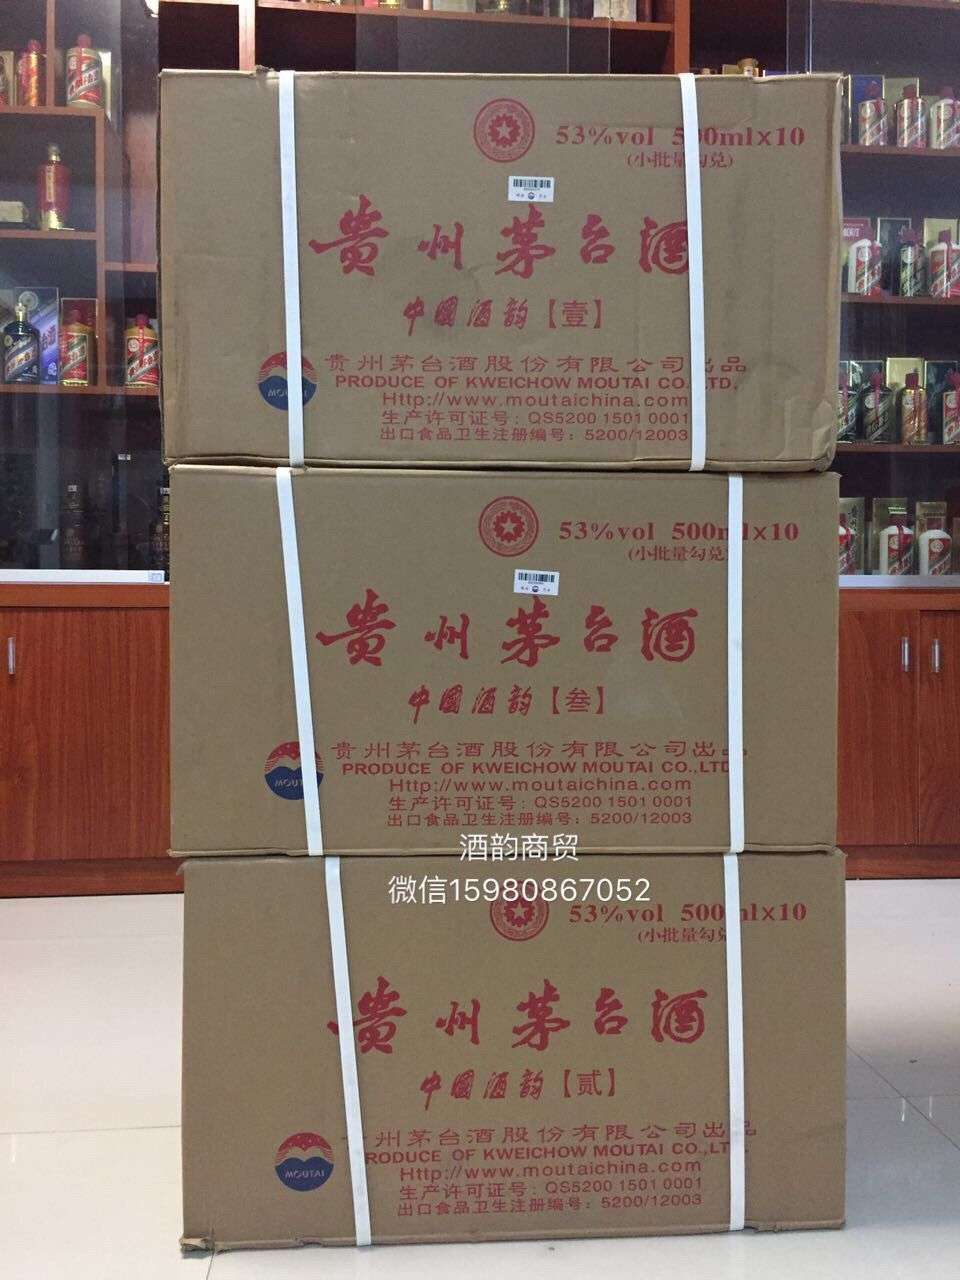 53%vol 500ml×10
(小批量勾兑)
贵州茅台酒
中國酒韵【壹】
贵州茅台酒股份有限公司出品
PRODUCE OF KWEICHOW MOUTAI CO.,LTD.
MOUTAI
Http://www.moutaichina.com
生产许可证号: QS5200 1501 0001
出口食品卫生注册编号: 5200/12003
53%vol 500ml×10
(小批量勾兑)
贵州茅台酒
中國酒韵【叁】
贵州茅台酒股份有限公司出品
PRODUCE OF KWEICHOW MOUTAI CO.,LTD
MOUTAI
Http://www.moutaichina.com
生产许可证号: QS5200 1501 0001
出口食品卫生注册编号: 5200/12003
酒韵商贸
微信15980867052
53%vol 500ml×10
(小批量勾兑
贵州茅台酒
中國酒韵【贰】
贵州茅台酒股份有限公司出品
PRODUCE OF KWEICHOW MOUTAI CO.,LTD.
MOUTAI
Http://www.moutaichina.com
生产许可证号: QS5200 1501 0001
出口食品卫生注册编号: 5200/12003